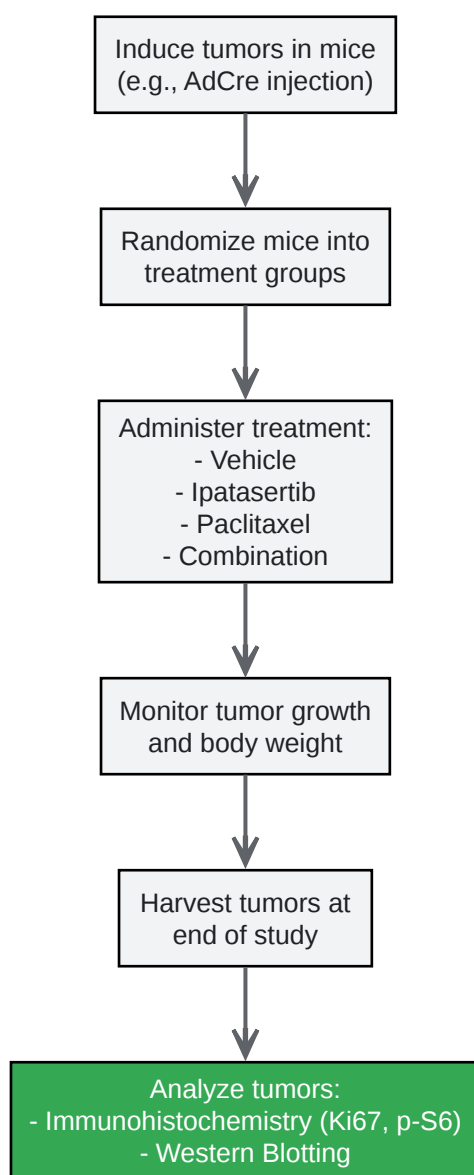 Induce tumors in mice
(e.g., AdCre injection)
Randomize mice into
treatment groups
Administer treatment:
- Vehicle
- Ipatasertib
- Paclitaxel
- Combination
Monitor tumor growth
and body weight
Harvest tumors at
end of study
Analyze tumors:
- Immunohistochemistry (Ki67, p-S6)
- Western Blotting